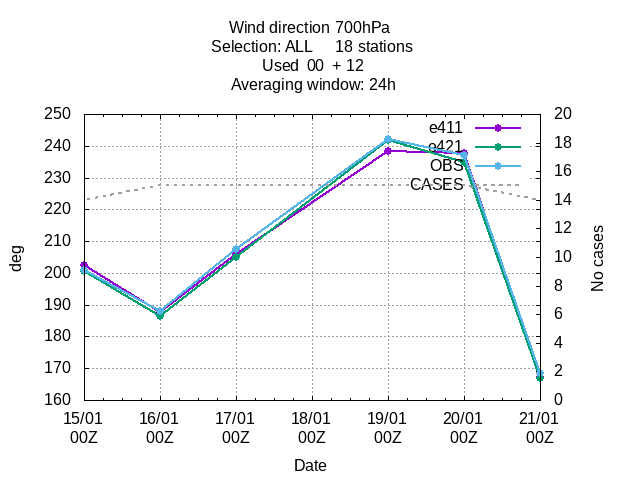 Wind direction 700hPa
Selection: ALL 18 stations
Used 00 + 12
Averaging window: 24h
250 20
e411
240 18
e421
230 OBS 16
CASES
220 14
210 12
200 10
190 8
180 6
170 4
2
160 0
deg
No cases
15/01 16/01 17/01 18/01 19/01 20/01 21/01
00Z 00Z 00Z 00Z 00Z 00Z 00Z
Date